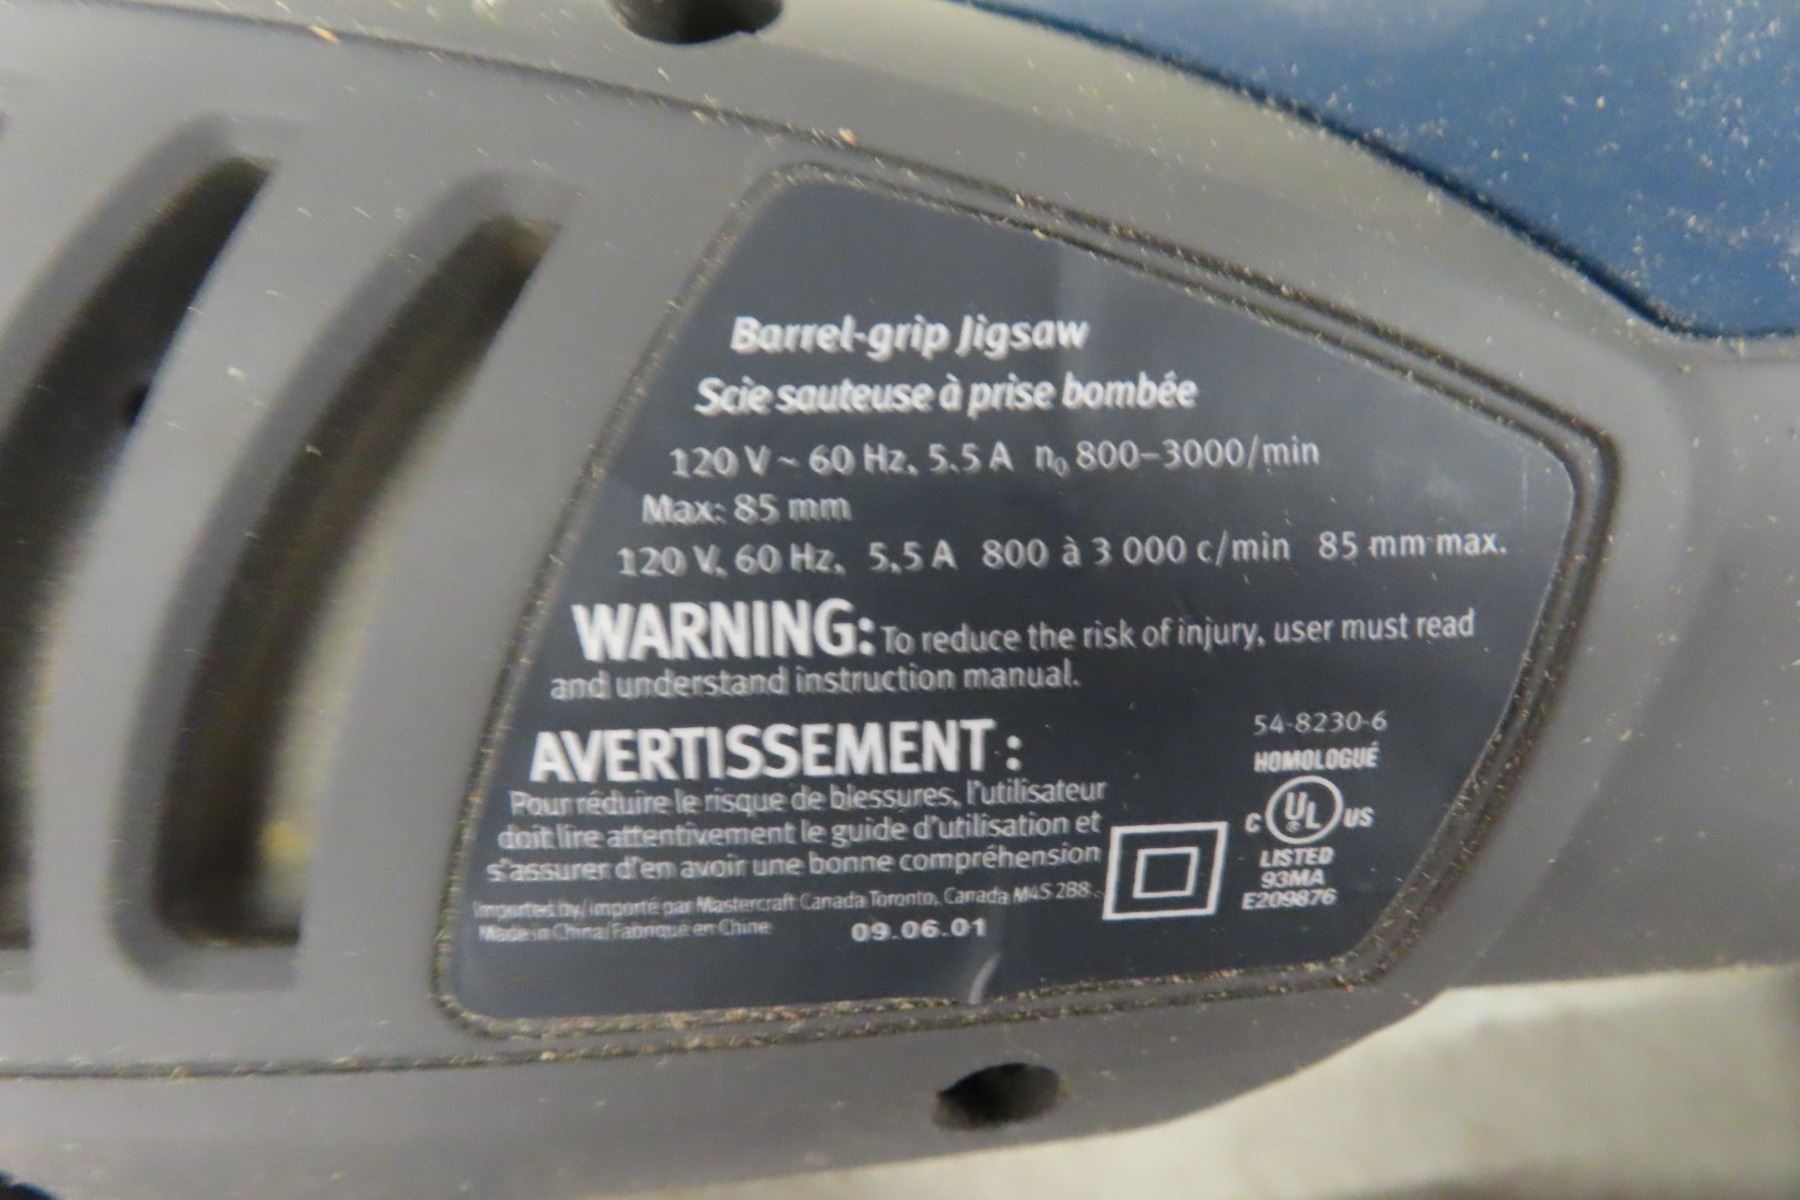 Barrel-grip Jigsaw
Scie sauteuse à prise bombée
120 V ~ 60 Hz, 5.5 A n₀ 800–3000/min
Max: 85 mm
120 V, 60 Hz, 5,5 A 800 à 3 000 c/min 85 mm max.
WARNING: To reduce the risk of injury, user must read
and understand instruction manual.
AVERTISSEMENT :
Pour réduire le risque de blessures, l'utilisateur
doit lire attentivement le guide d'utilisation et
s'assurer d'en avoir une bonne compréhension
Imported by/ importé par Mastercraft Canada Toronto, Canada M4S 2B8.
Made in China/ Fabriqué en Chine
09.06.01
54-8230-6
HOMOLOGUÉ
C UL ® US
LISTED
93MA
E209876